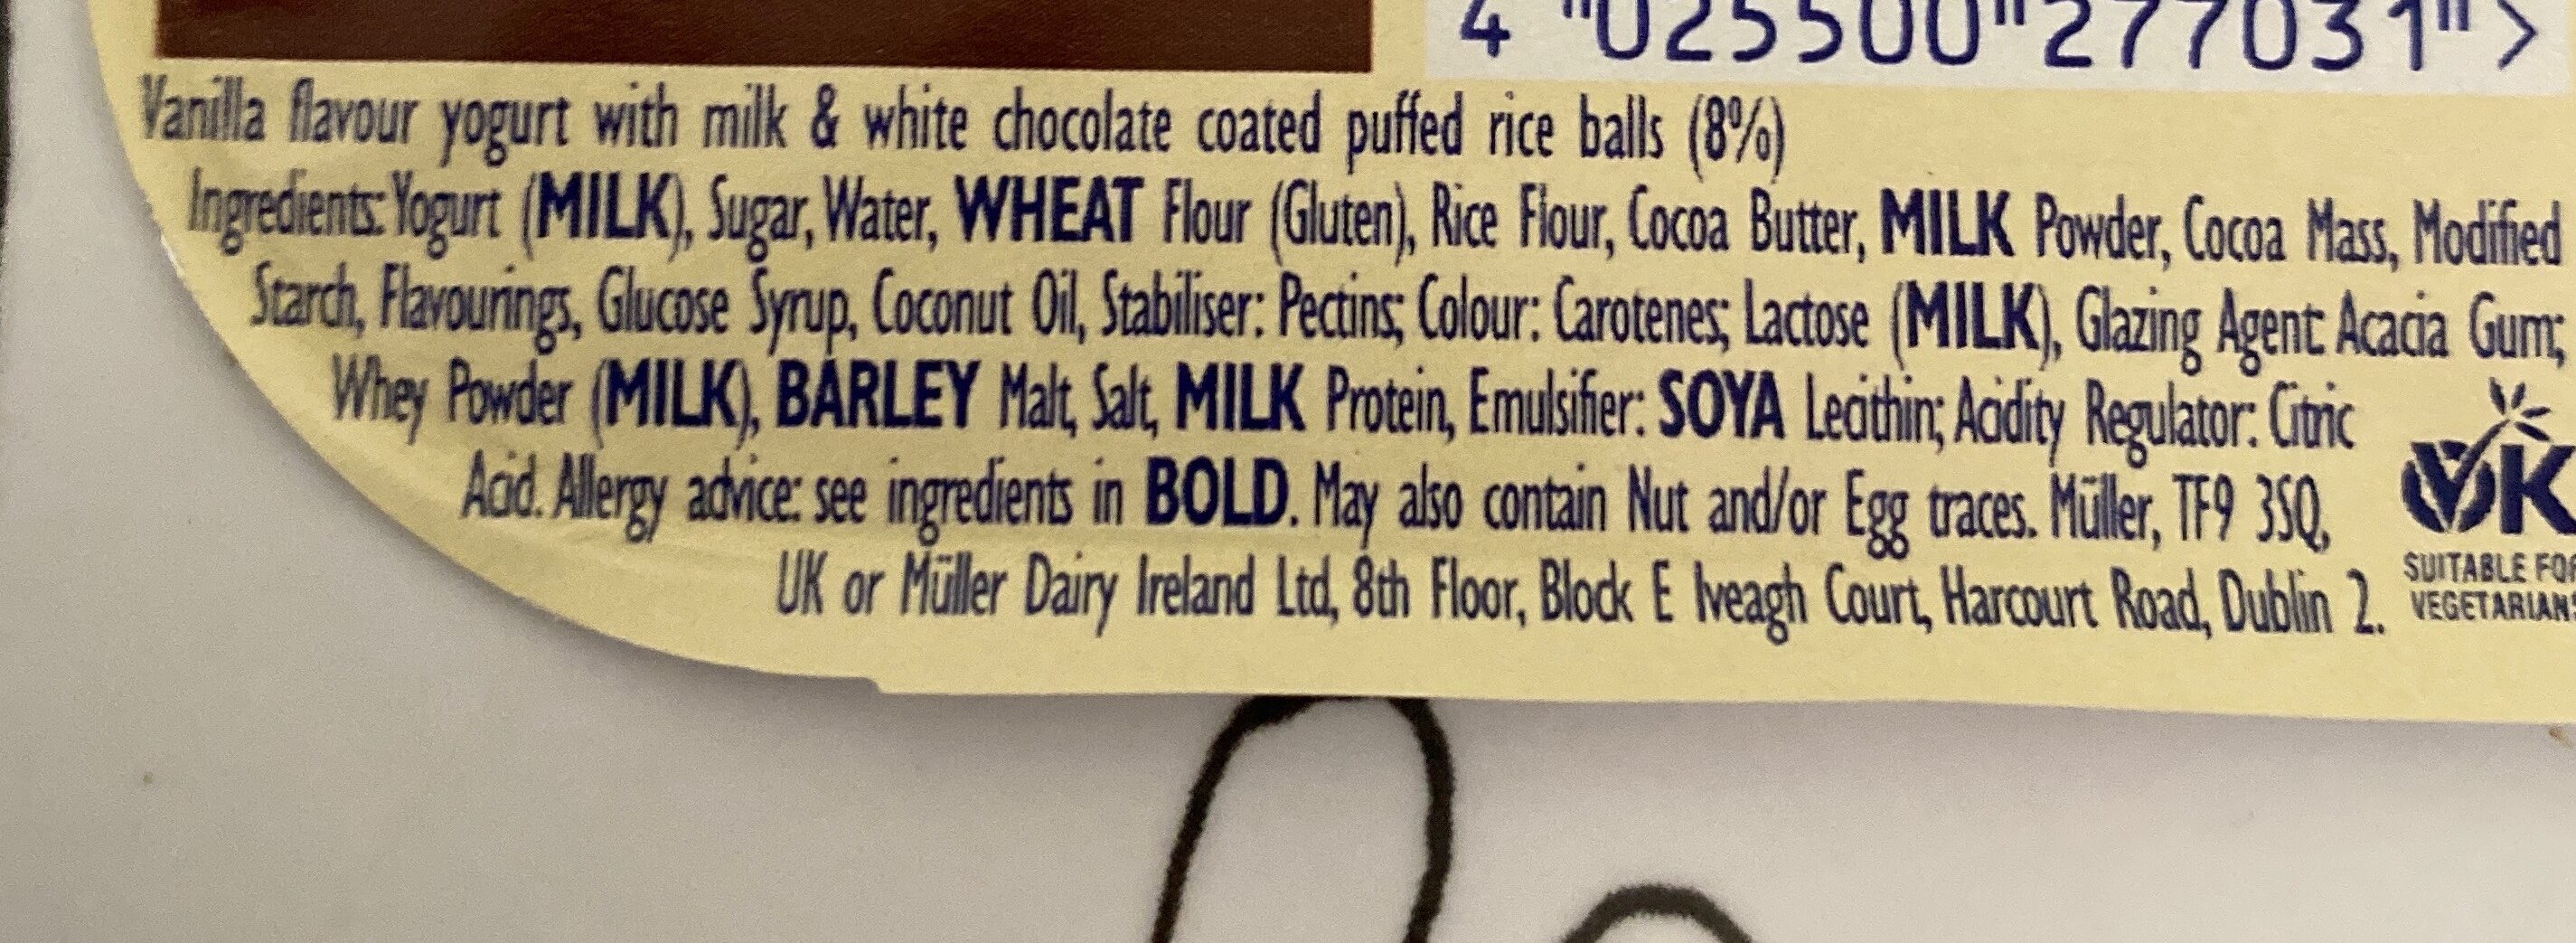 4 "025500"277031">
Vanilla flavour yogurt with milk & white chocolate coated puffed rice balls (8%)
Ingredients: Yogurt (MILK), Sugar, Water, WHEAT Flour (Gluten), Rice Flour, Cocoa Butter, MILK Powder, Cocoa Mass, Modified
Starch, Flavourings, Glucose Syrup, Coconut Oil, Stabiliser: Pectins; Colour: Carotenes; Lactose (MILK), Glazing Agent: Acacia Gum;
Whey Powder (MILK), BARLEY Malt, Salt, MILK Protein, Emulsifier: SOYA Lecithin; Acidity Regulator: Citric
Acid. Allergy advice: see ingredients in BOLD. May also contain Nut and/or Egg traces. Müller, TF9 3SQ,
UK or Müller Dairy Ireland Ltd, 8th Floor, Block E Iveagh Court, Harcourt Road, Dublin 2.
VK
SUITABLE FOR
VEGETARIANS